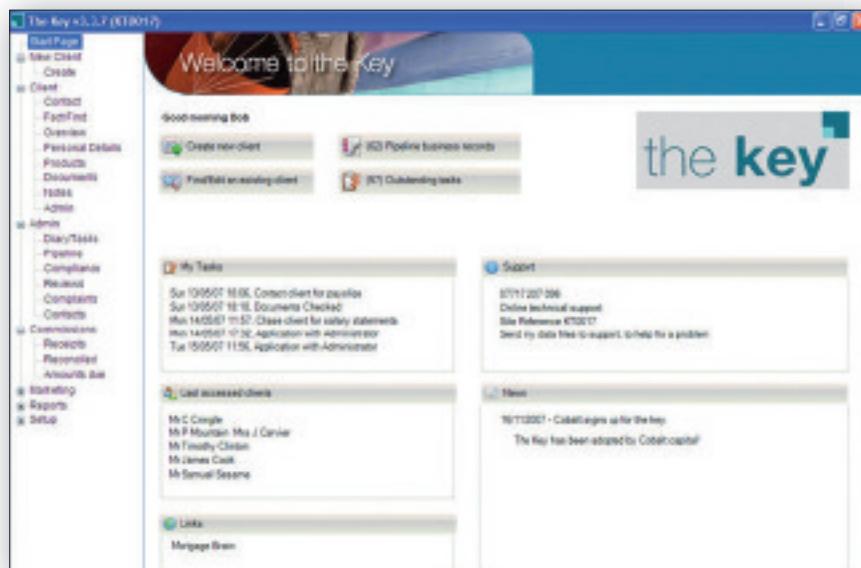 The Key v3.3.7 (KT0017)
Start Page
New Client
Create
Client
Contact
FactFind
Overview
Personal Details
Products
Documents
Notes
Admin
Admin
Diary/Tasks
Pipeline
Compliance
Reviews
Complaints
Contacts
Commissions
Receipts
Reconciled
Amounts due
Marketing
Reports
Setup
Welcome to the Key
Good morning Bob
Create new client
(62) Pipeline business records
Find/Edit an existing client
(57) Outstanding tasks
the key
My Tasks
Sun 13/05/07 18:06, Contact client for payslips
Sun 13/05/07 18:10, Documents Checked
Mon 14/05/07 11:57, Chase client for salary statements
Mon 14/05/07 17:32, Application with Administrator
Tue 15/05/07 11:56, Application with Administrator
Support
Online technical support
Site Reference KT0017
Send my data files to support, to help for a problem
Last accessed clients
Mr C Congle
Mr P Mountain Mrs J Carvier
Mr Timothy Clinton
Mr James Cook
Mr Samuel Sesame
News
16/11/2007 - Cobalt signs up for the key
The Key has been adopted by Cobalt capital!
Links
Mortgage Brain